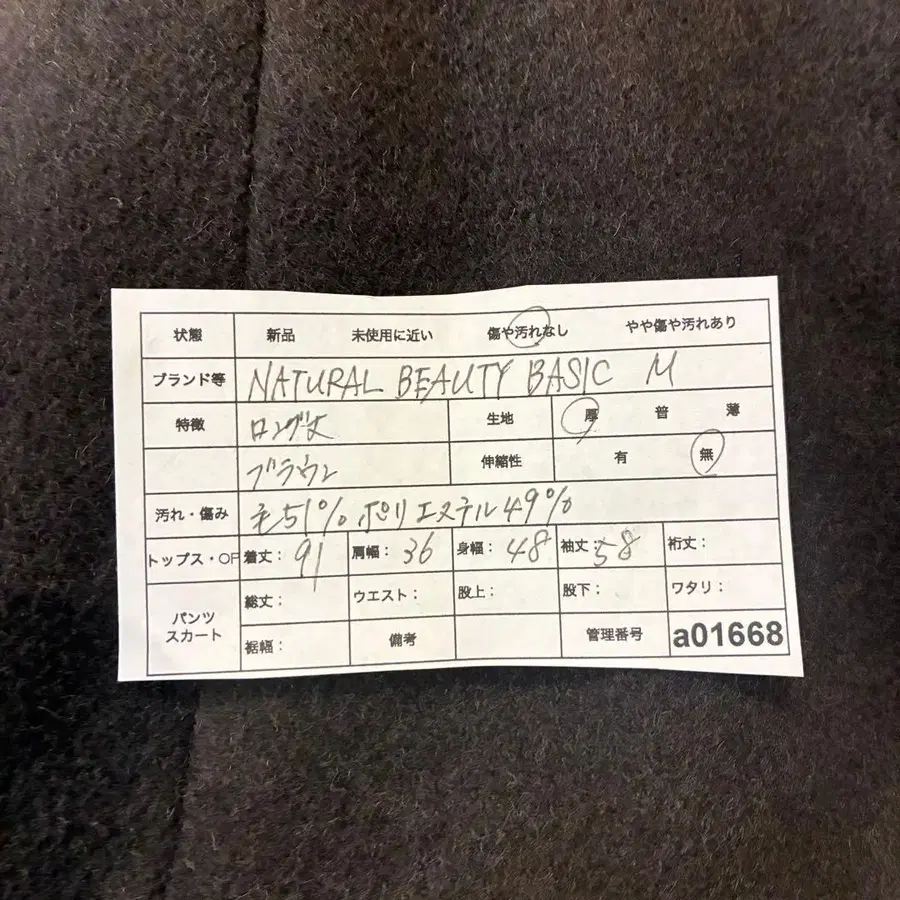 状態 新品 未使用に近い 傷や汚れなし やや傷や汚れあり
ブランド等 NATURAL BEAUTY BASIC M
特徴 ロング丈 生地 厚 普 薄
ブラウン 伸縮性 有 無
汚れ・傷み 毛51% ポリエステル49%
トップス・OP 着丈: 91 肩幅: 36 身幅: 48 袖丈: 58 裄丈:
パンツ スカート 総丈: ウエスト: 股上: 股下: ワタリ:
裾幅: 備考 管理番号 a01668